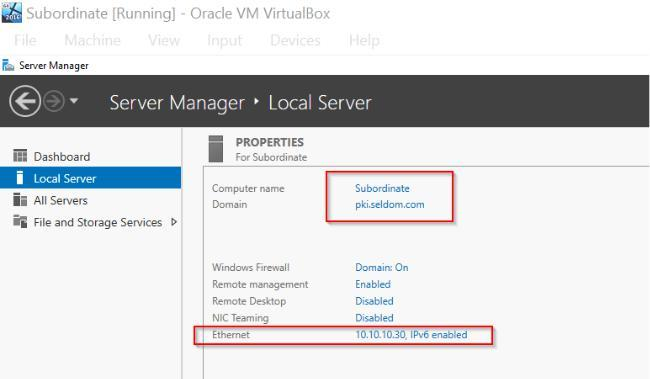 Subordinate [Running] - Oracle VM VirtualBox
File Machine View Input Devices Help
Server Manager
Server Manager ‣ Local Server
Dashboard
Local Server
All Servers
File and Storage Services
PROPERTIES
For Subordinate
Computer name Subordinate
Domain pki.seldom.com
Windows Firewall Domain: On
Remote management Enabled
Remote Desktop Disabled
NIC Teaming Disabled
Ethernet 10.10.10.30, IPv6 enabled